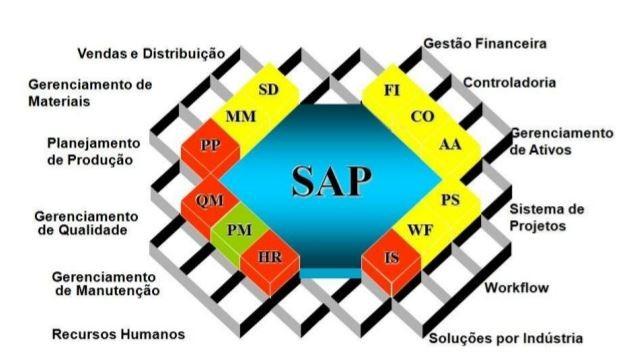 Vendas e Distribuição
Gerenciamento de
Materiais
Planejamento
de Produção
Gerenciamento
de Qualidade
Gerenciamento
de Manutenção
Recursos Humanos
SD
MM
PP
QM
PM
HR
SAP
FI
CO
AA
PS
WF
IS
Gestão Financeira
Controladoria
Gerenciamento
de Ativos
Sistema de
Projetos
Workflow
Soluções por Indústria